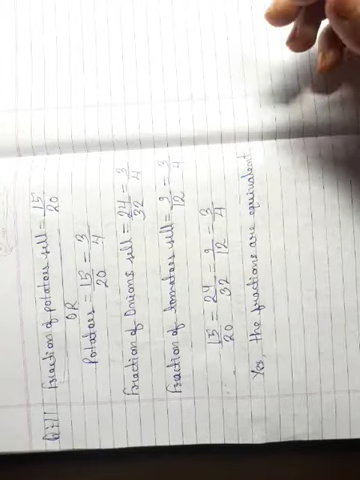 Fraction of potatoes sell = 15/20
OR
Potatoes = 15/20 = 3/4
Fraction of Onions sell = 24/32 = 3/4
Fraction of tomatoes sell = 9/12 = 3/4
15/20 = 24/32 = 9/12 = 3/4
Yes, the fractions are equivalent